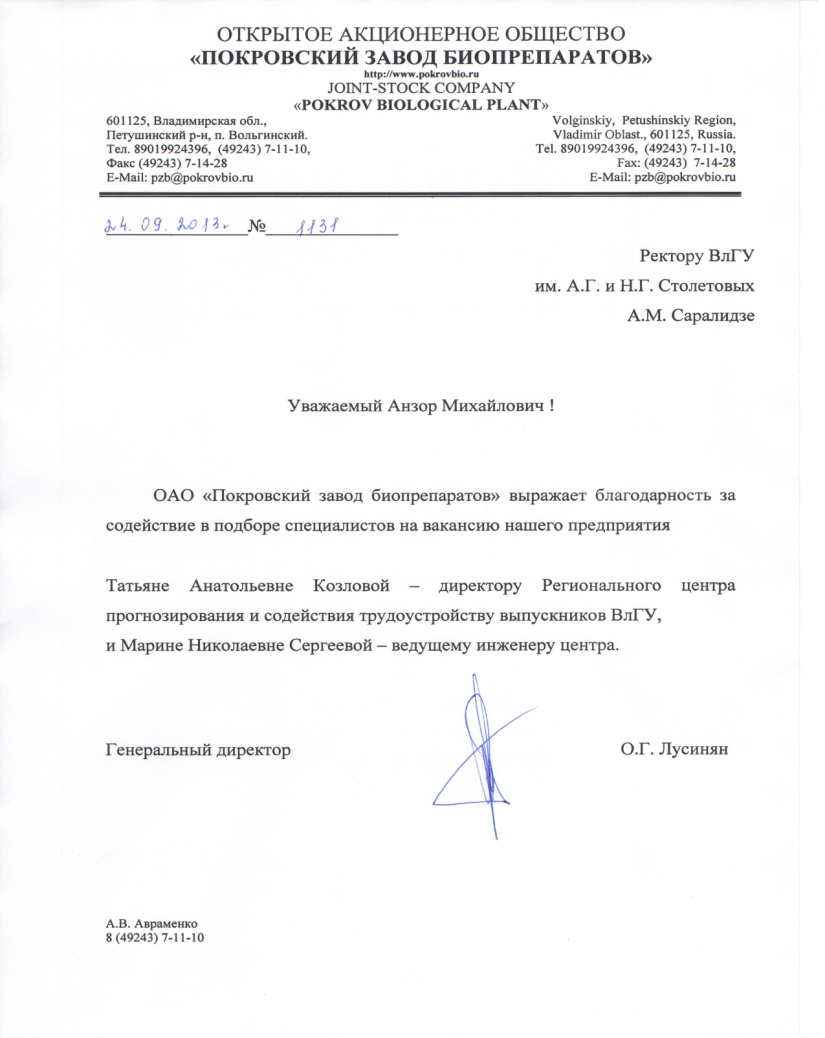 ОТКРЫТОЕ АКЦИОНЕРНОЕ ОБЩЕСТВО
«ПОКРОВСКИЙ ЗАВОД БИОПРЕПАРАТОВ»
http://www.pokrovbio.ru
JOINT-STOCK COMPANY
«POKROV BIOLOGICAL PLANT»
601125, Владимирская обл.,
Петушинский р-н, п. Вольгинский.
Тел. 89019924396, (49243) 7-11-10,
Факс (49243) 7-14-28
E-Mail: pzb@pokrovbio.ru
Volginskiy, Petushinskiy Region,
Vladimir Oblast., 601125, Russia.
Tel. 89019924396, (49243) 7-11-10,
Fax: (49243) 7-14-28
E-Mail: pzb@pokrovbio.ru
24. 09. 2013г № 1131
Ректору ВлГУ
им. А.Г. и Н.Г. Столетовых
А.М. Саралидзе
Уважаемый Анзор Михайлович !
ОАО «Покровский завод биопрепаратов» выражает благодарность за
содействие в подборе специалистов на вакансию нашего предприятия
Татьяне Анатольевне Козловой – директору Регионального центра
прогнозирования и содействия трудоустройству выпускников ВлГУ,
и Марине Николаевне Сергеевой – ведущему инженеру центра.
Генеральный директор О.Г. Лусинян
А.В. Авраменко
8 (49243) 7-11-10